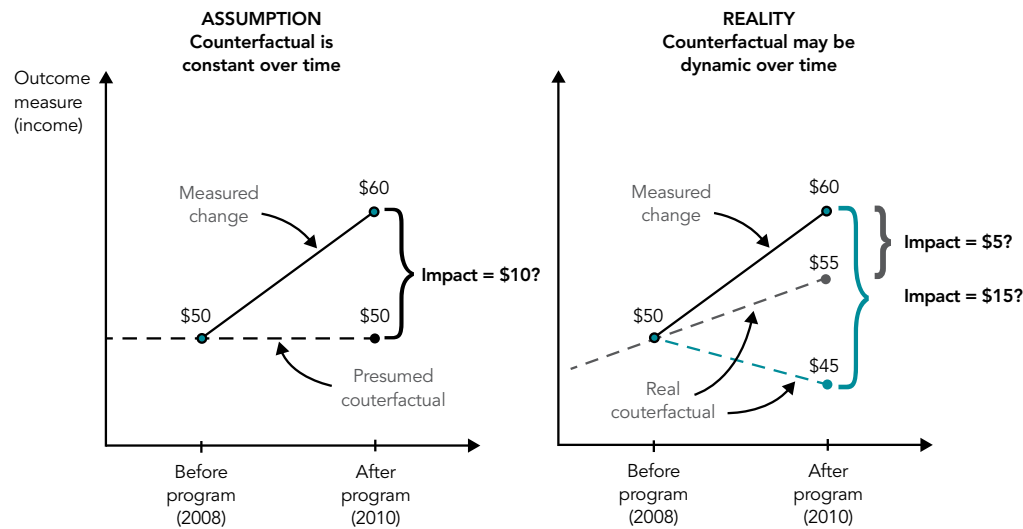 ASSUMPTION
Counterfactual is
constant over time
Outcome
measure
(income)
Measured
change
$60
$50
$50
Impact = $10?
Presumed
couterfactual
Before
program
(2008)
After
program
(2010)
REALITY
Counterfactual may be
dynamic over time
Measured
change
$60
$55
$50
$45
Impact = $5?
Impact = $15?
Real
couterfactual
Before
program
(2008)
After
program
(2010)